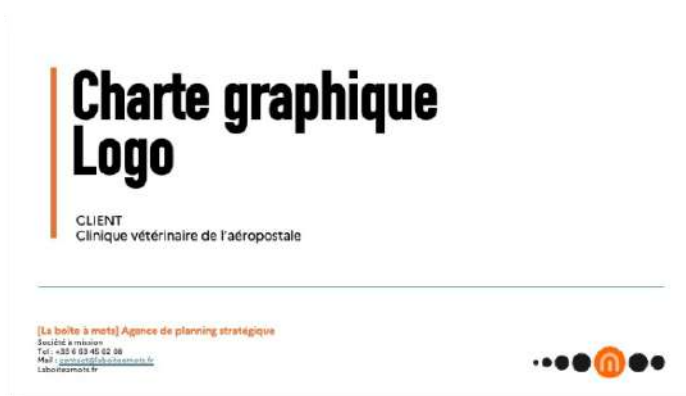 Charte graphique
Logo
CLIENT
Clinique vétérinaire de l'aéropostale
[La boîte à mots] Agence de planning stratégique
Société à mission
Tel : +33 6 03 45 02 08
Mail : contact@laboiteamots.fr
Laboiteamots.fr